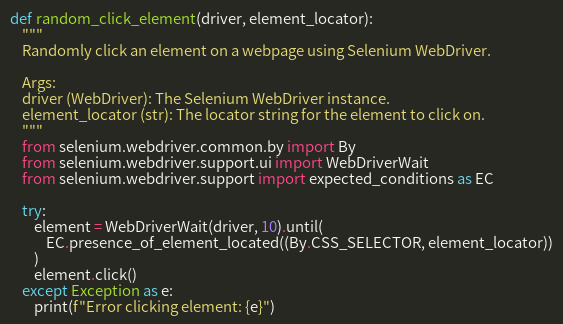 def random_click_element(driver, element_locator):
    """
    Randomly click an element on a webpage using Selenium WebDriver.

    Args:
    driver (WebDriver): The Selenium WebDriver instance.
    element_locator (str): The locator string for the element to click on.
    """
    from selenium.webdriver.common.by import By
    from selenium.webdriver.support.ui import WebDriverWait
    from selenium.webdriver.support import expected_conditions as EC

    try:
        element = WebDriverWait(driver, 10).until(
            EC.presence_of_element_located((By.CSS_SELECTOR, element_locator))
        )
        element.click()
    except Exception as e:
        print(f"Error clicking element: {e}")